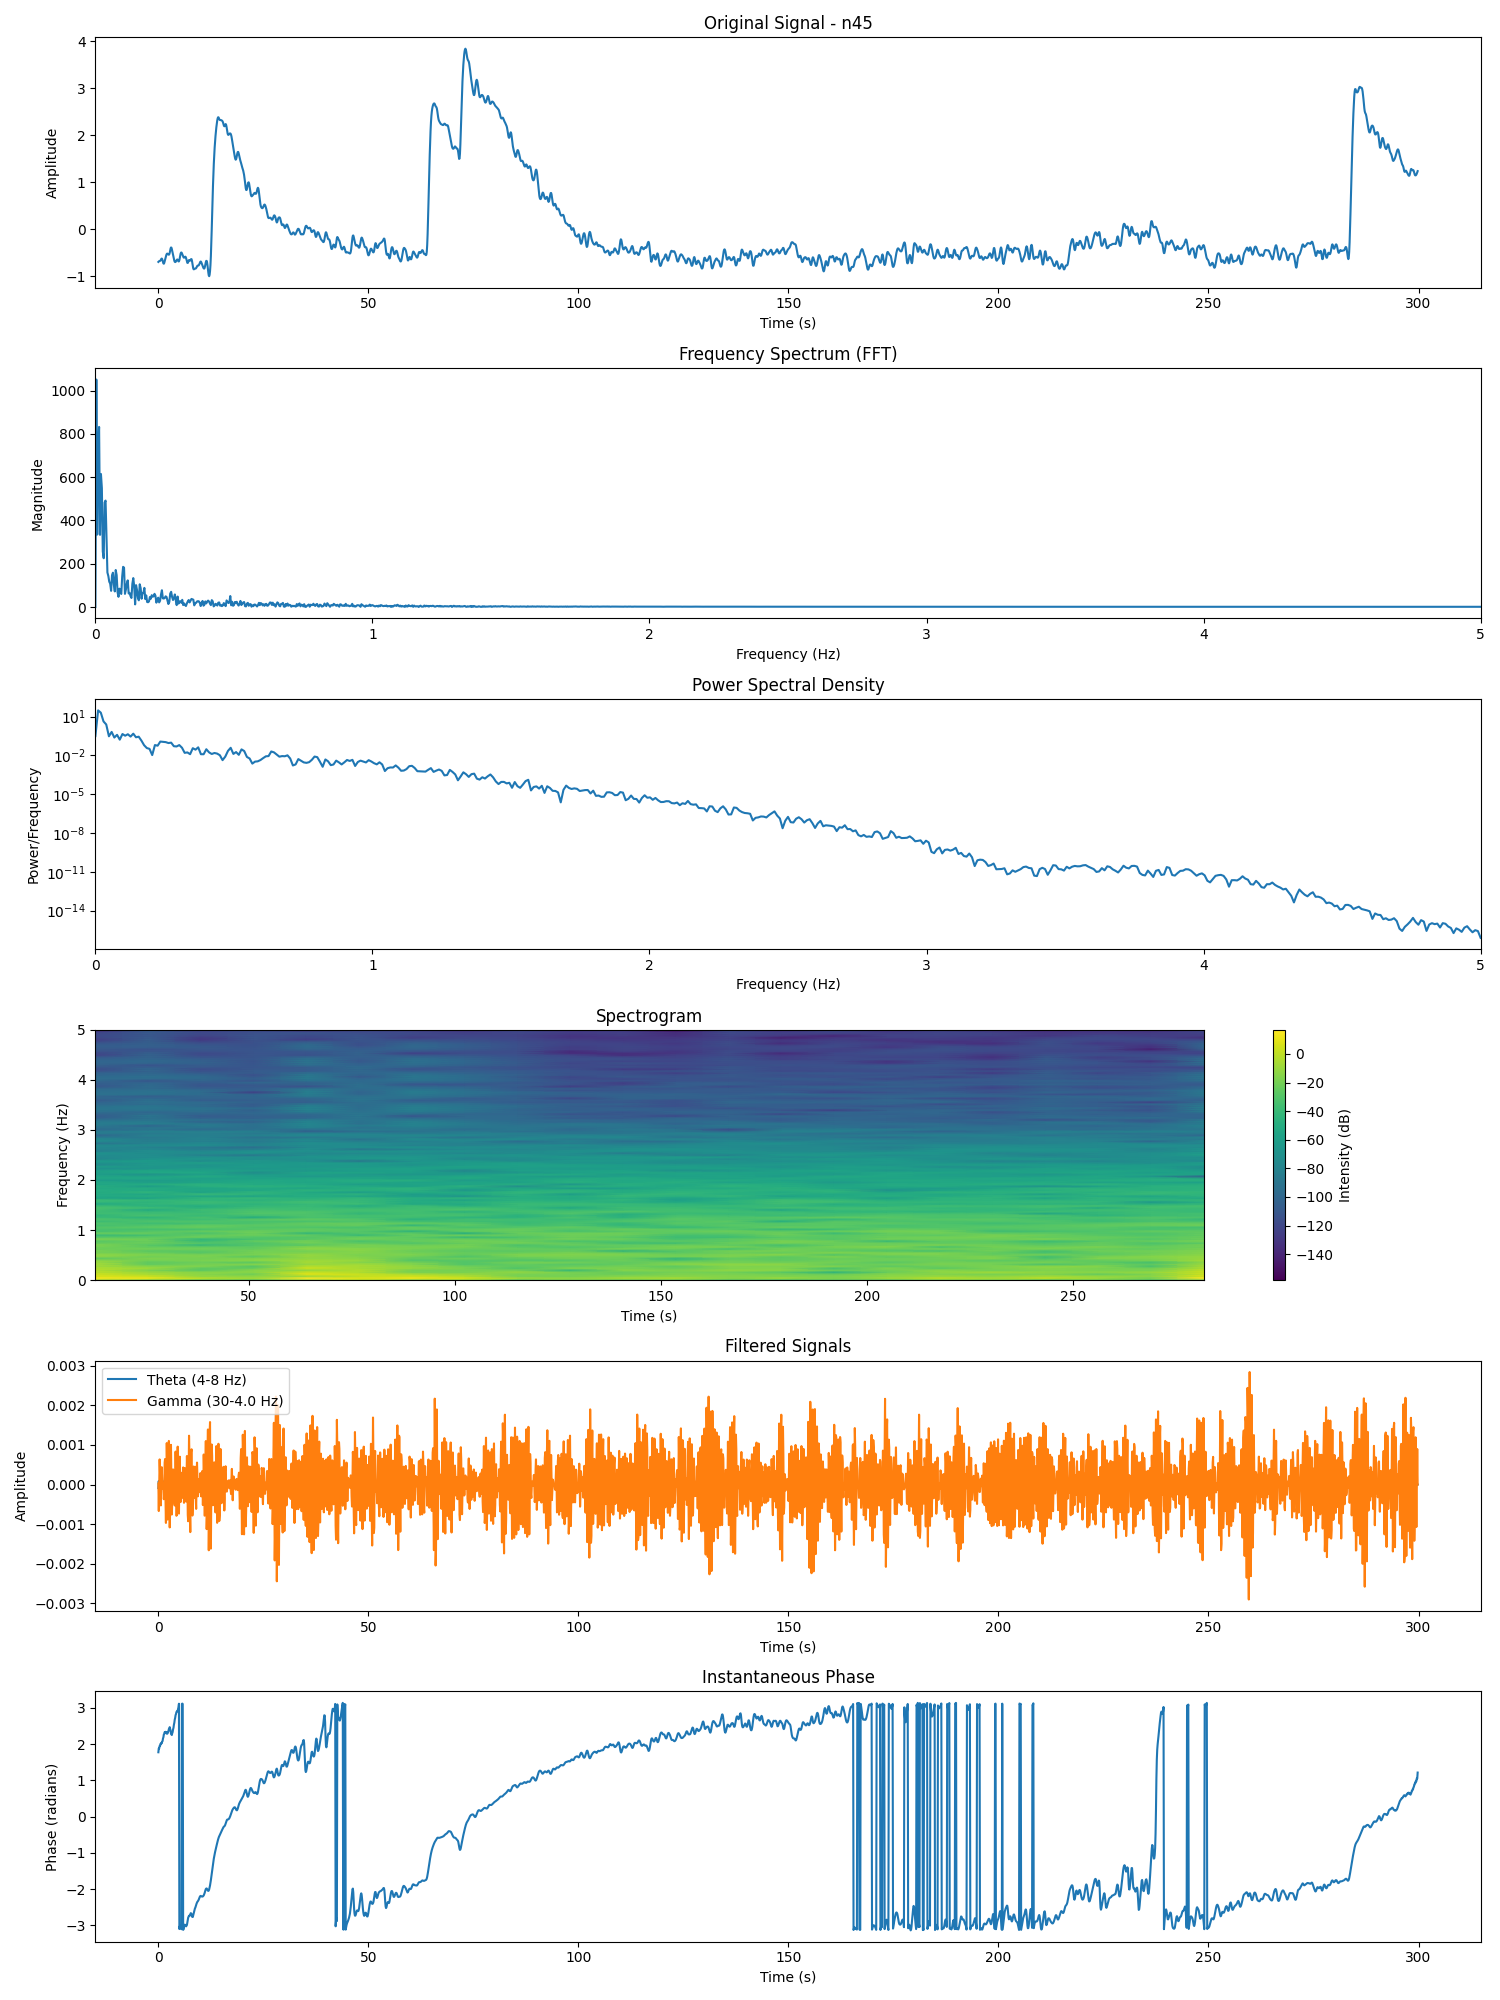 Original Signal - n45
4
3
2
1
0
−1
Amplitude
0 50 100 150 200 250 300
Time (s)
Frequency Spectrum (FFT)
1000
800
600
400
200
0
Magnitude
0 1 2 3 4 5
Frequency (Hz)
Power Spectral Density
10^1
10^−2
10^−5
10^−8
10^−11
10^−14
Power/Frequency
0 1 2 3 4 5
Frequency (Hz)
Spectrogram
5
4
3
2
1
0
Frequency (Hz)
50 100 150 200 250
Time (s)
0
−20
−40
−60
−80
−100
−120
−140
Intensity (dB)
Filtered Signals
Theta (4-8 Hz)
Gamma (30-4.0 Hz)
0.003
0.002
0.001
0.000
−0.001
−0.002
−0.003
Amplitude
0 50 100 150 200 250 300
Time (s)
Instantaneous Phase
3
2
1
0
−1
−2
−3
Phase (radians)
0 50 100 150 200 250 300
Time (s)